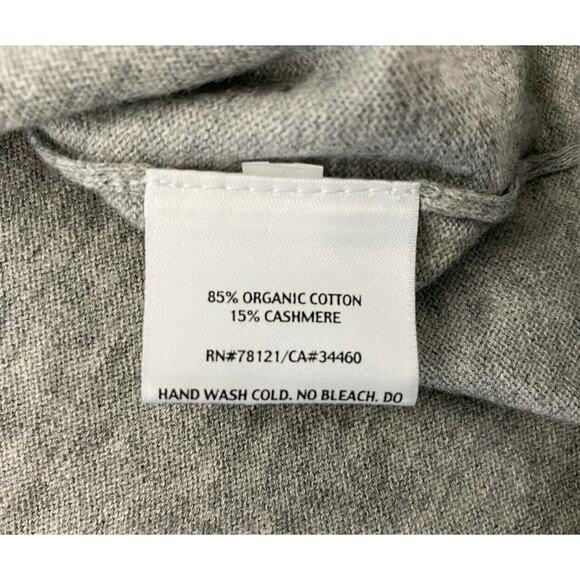 85% ORGANIC COTTON
15% CASHMERE
RN#78121/CA#34460
HAND WASH COLD. NO BLEACH. DO